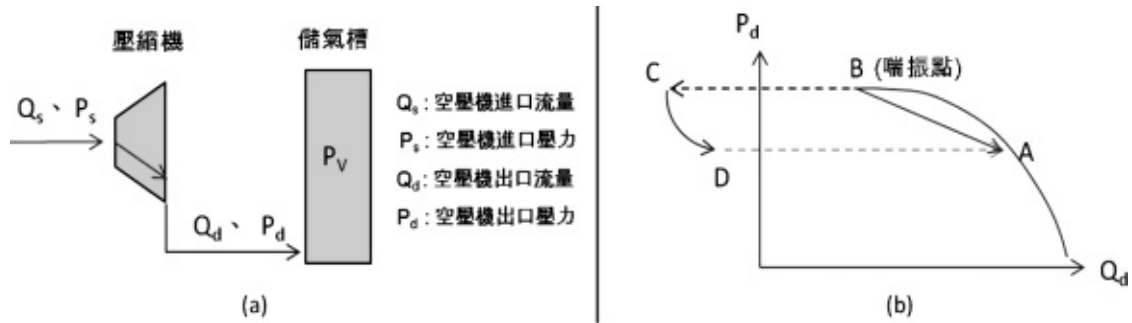 壓縮機
儲氣槽
Qs、 Ps
PV
Qd、 Pd
Qs : 空壓機進口流量
Ps : 空壓機進口壓力
Qd : 空壓機出口流量
Pd : 空壓機出口壓力
(a)
Pd
C
B (喘振點)
D
A
Qd
(b)